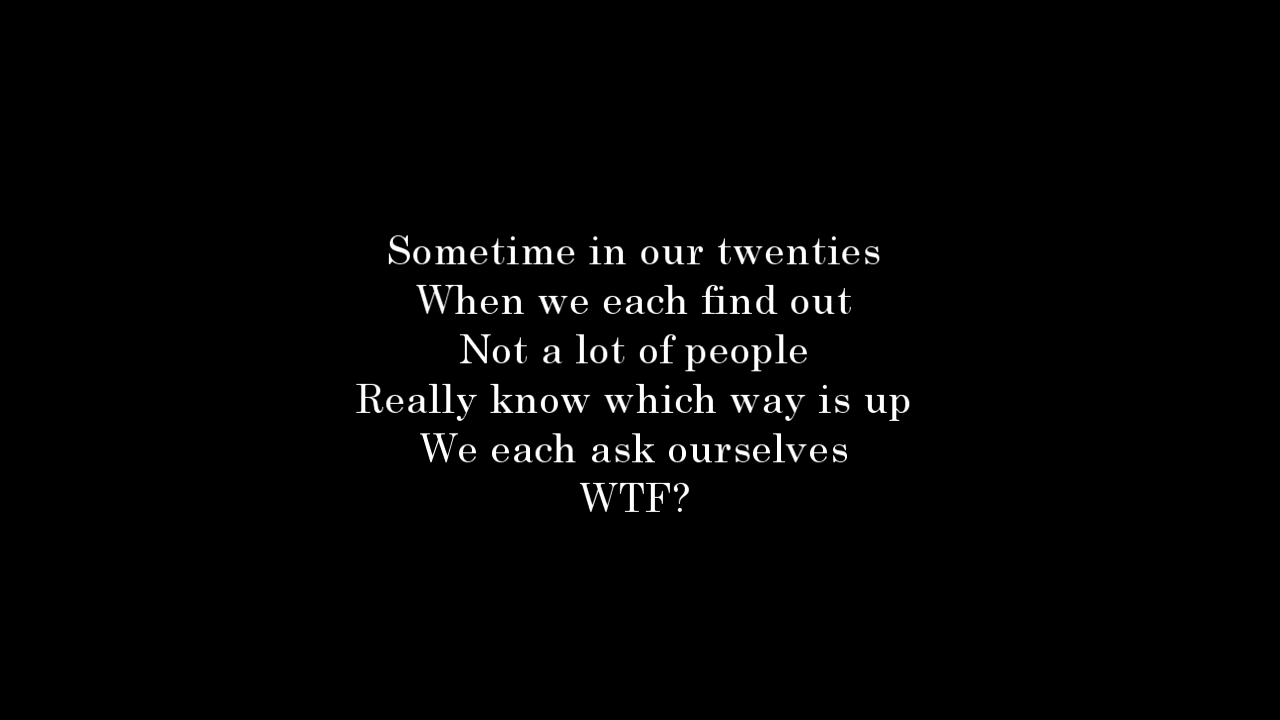 Sometime in our twenties
When we each find out
Not a lot of people
Really know which way is up
We each ask ourselves
WTF?